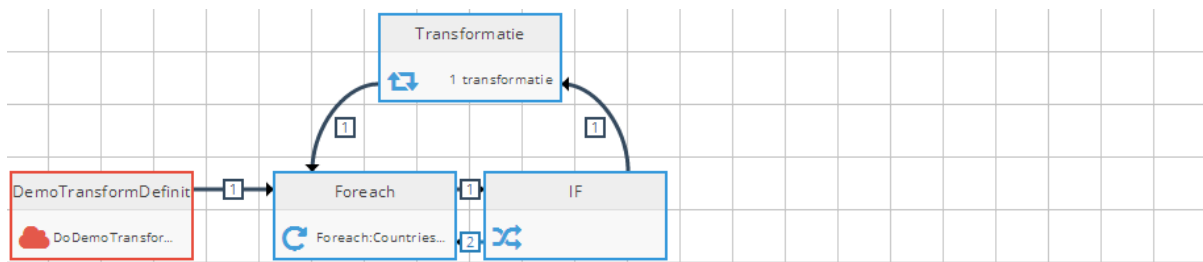 Transformatie
1 transformatie
1
1
DemoTransformDefinit
1
Foreach
1
IF
DoDemoTransfor...
Foreach:Countries...
2